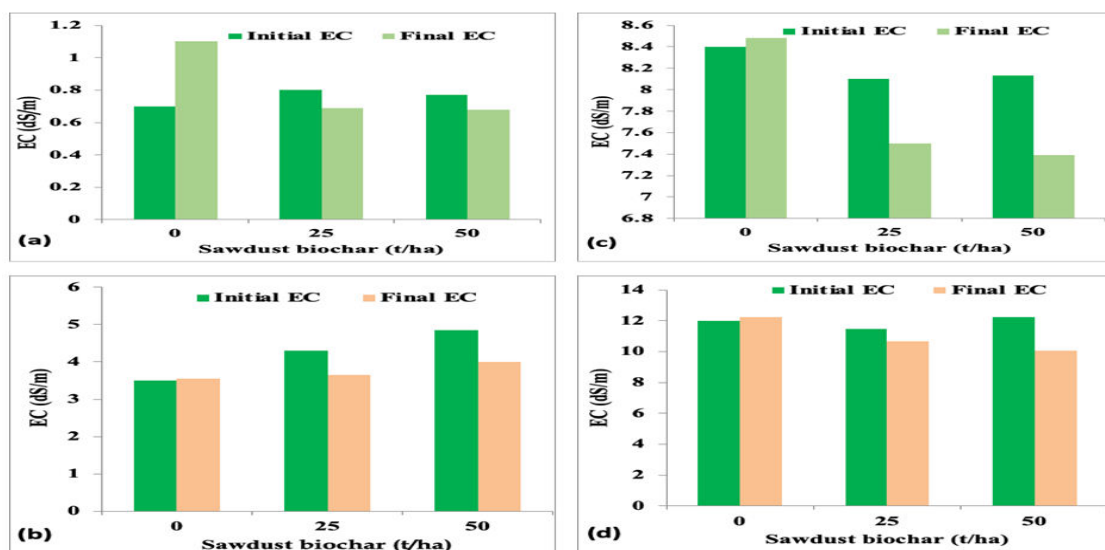 1.2
1
0.8
0.6
0.4
0.2
0
EC (dS/m)
Initial EC Final EC
0 25 50
Sawdust biochar (t/ha)
(a)
8.6
8.4
8.2
8
7.8
7.6
7.4
7.2
7
6.8
EC (dS/m)
Initial EC Final EC
0 25 50
Sawdust biochar (t/ha)
(c)
6
5
4
3
2
1
0
EC (dS/m)
Initial EC Final EC
0 25 50
Sawdust biochar (t/ha)
(b)
14
12
10
8
6
4
2
0
EC (dS/m)
Initial EC Final EC
0 25 50
Sawdust biochar (t/ha)
(d)